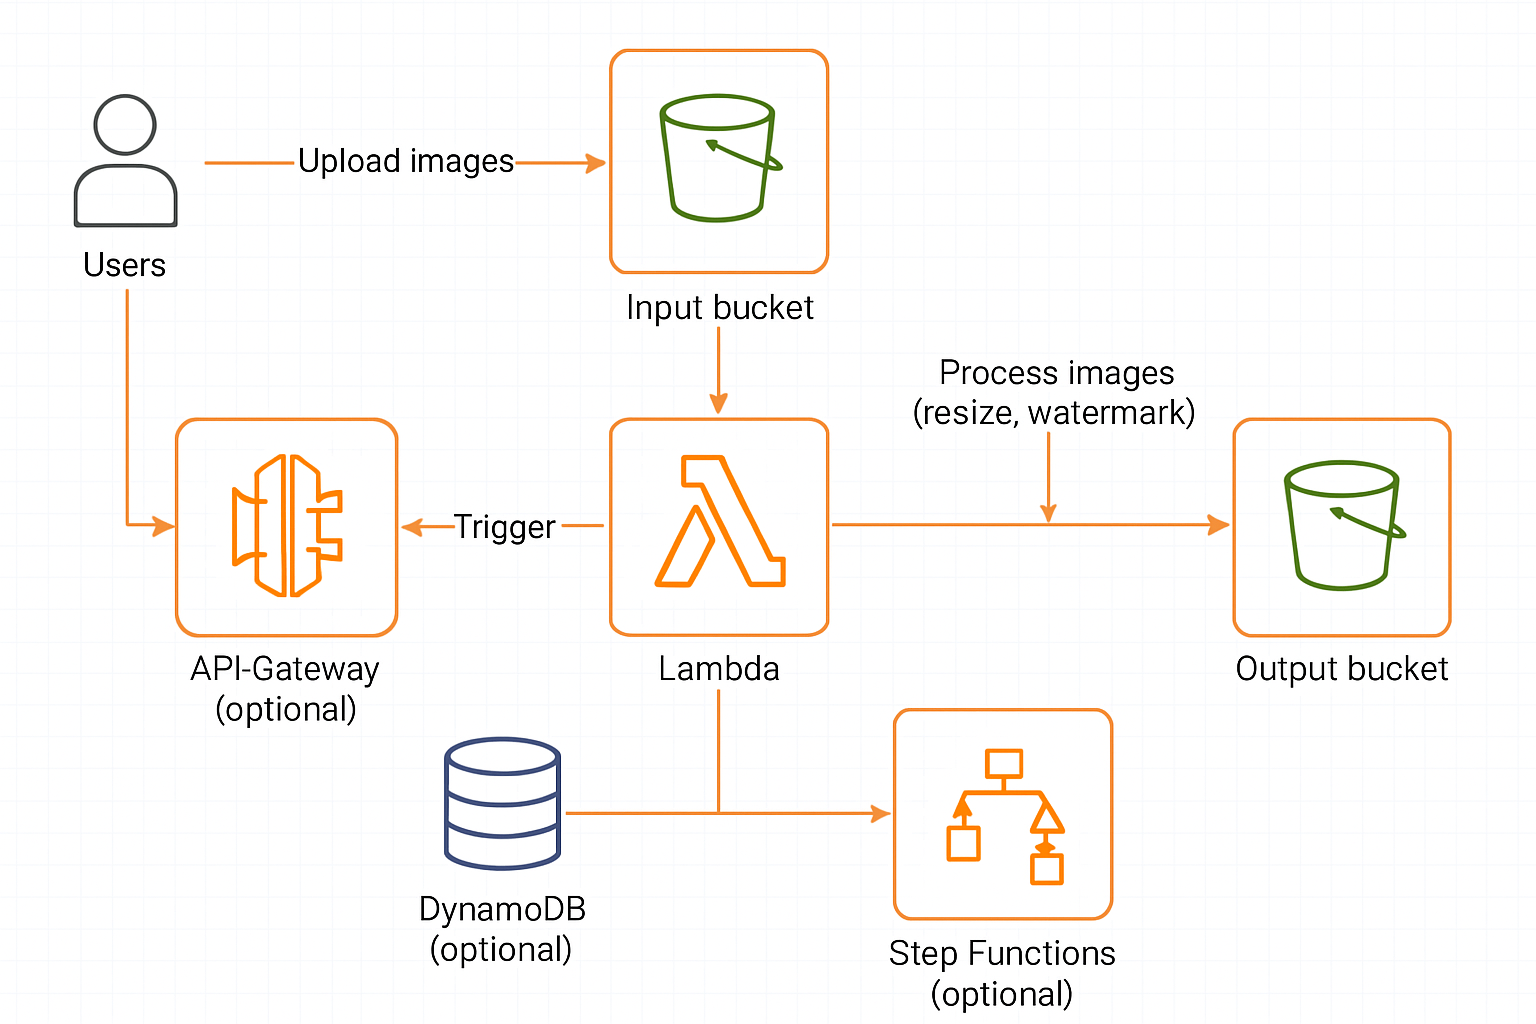 Upload images
Users
Input bucket
Process images
(resize, watermark)
Trigger
API-Gateway
(optional)
Lambda
Output bucket
DynamoDB
(optional)
Step Functions
(optional)